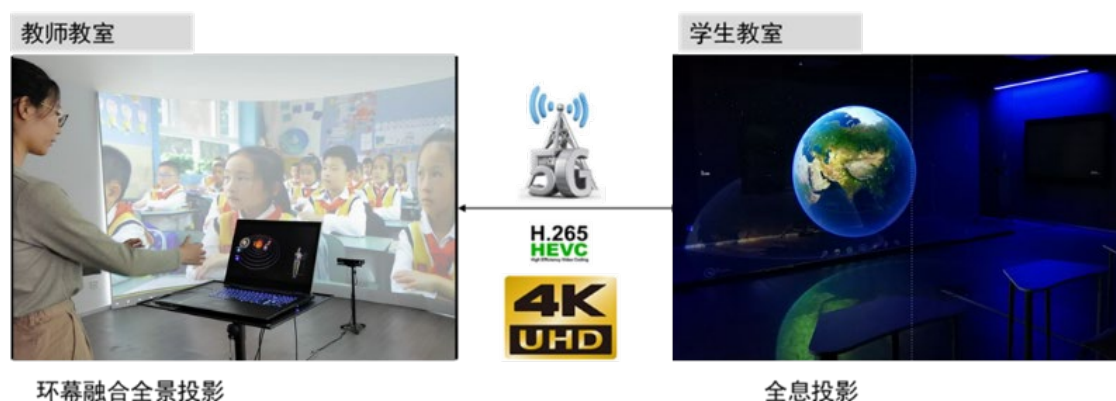 教师教室
学生教室
5G
H.265
HEVC
High Efficiency Video Coding
4K
UHD
环幕融合全景投影
全息投影